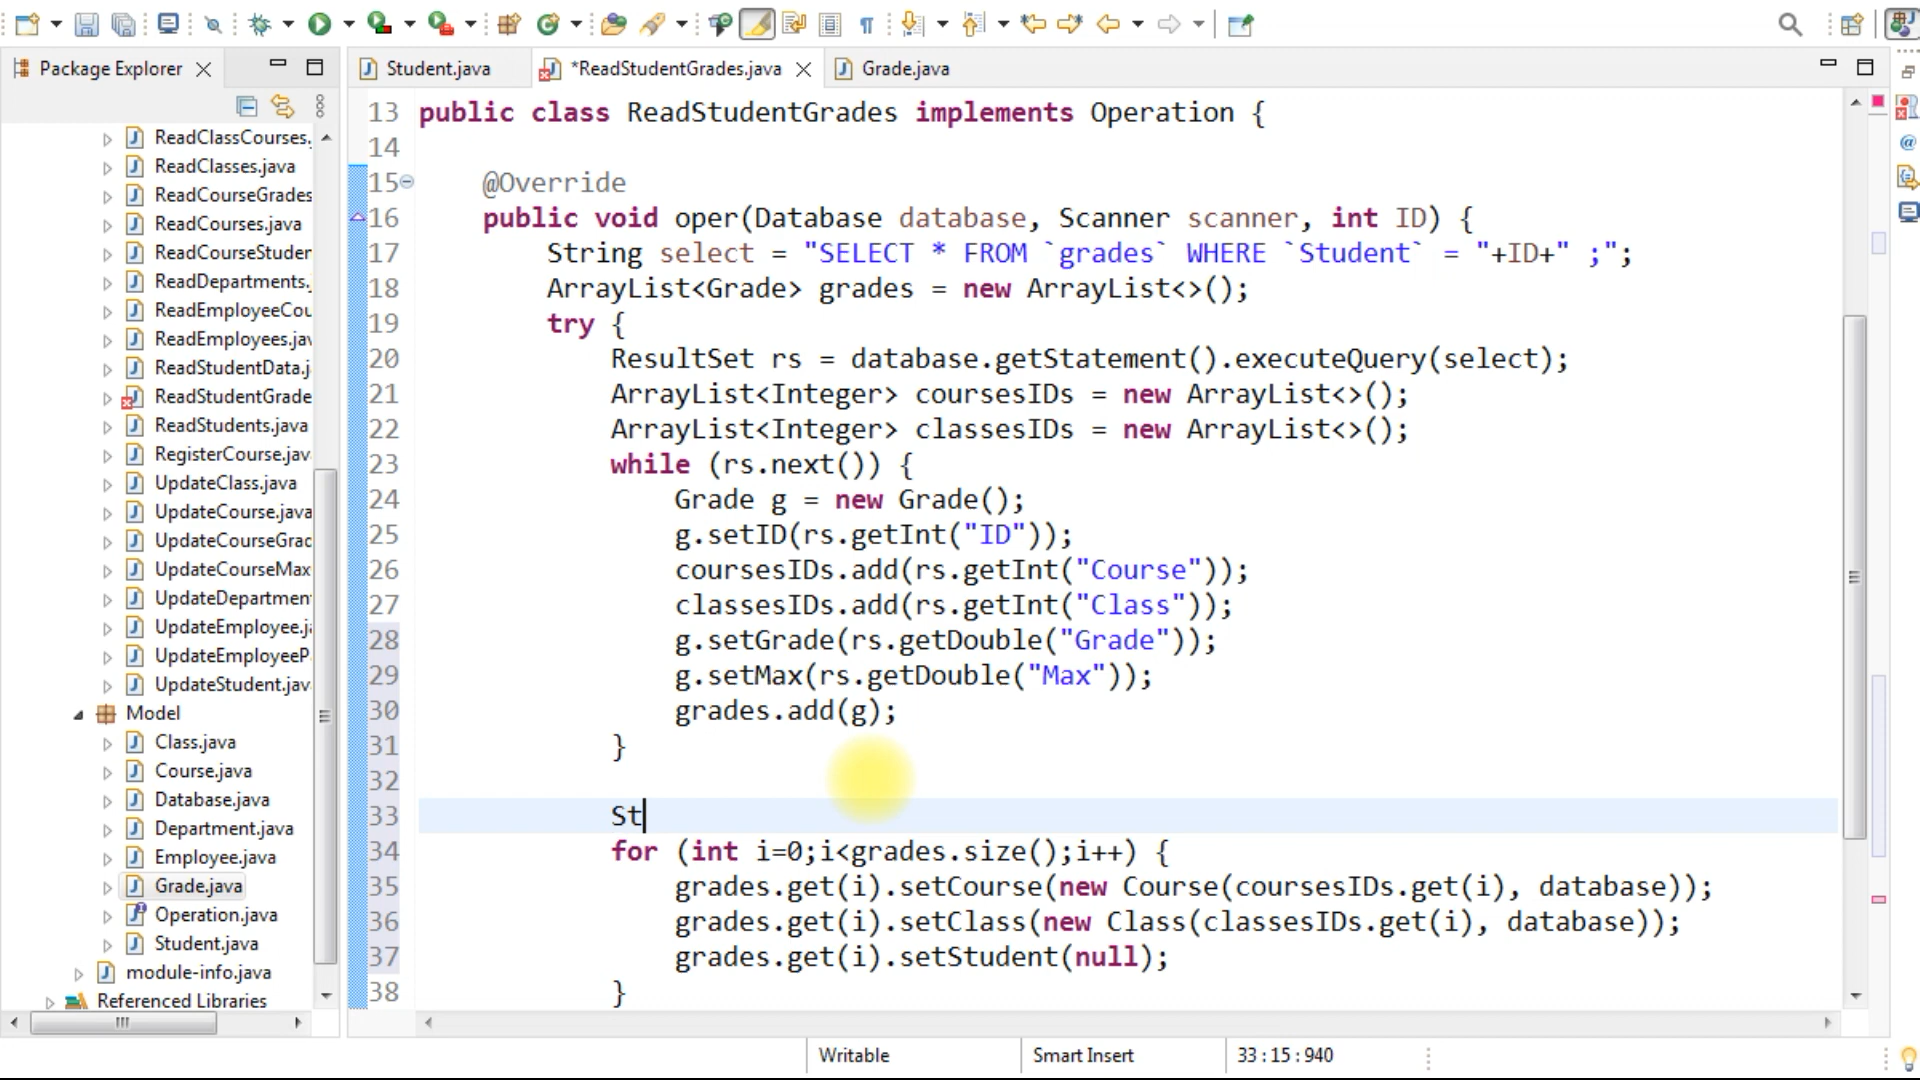 Package Explorer
Student.java
*ReadStudentGrades.java
Grade.java
ReadClassCourses.
ReadClasses.java
ReadCourseGrades
ReadCourses.java
ReadCourseStuder
ReadDepartments.
ReadEmployeeCou
ReadEmployees.jav
ReadStudentData.j
ReadStudentGrade
ReadStudents.java
RegisterCourse.jav
UpdateClass.java
UpdateCourse.java
UpdateCourseGrac
UpdateCourseMax
UpdateDepartmen
UpdateEmployee.j
UpdateEmployeeP
UpdateStudent.jav
Model
Class.java
Course.java
Database.java
Department.java
Employee.java
Grade.java
Operation.java
Student.java
module-info.java
Referenced Libraries
13 public class ReadStudentGrades implements Operation {
14
15 @Override
16 public void oper(Database database, Scanner scanner, int ID) {
17 String select = "SELECT * FROM `grades` WHERE `Student` = "+ID+" ;";
18 ArrayList<Grade> grades = new ArrayList<>();
19 try {
20 ResultSet rs = database.getStatement().executeQuery(select);
21 ArrayList<Integer> coursesIDs = new ArrayList<>();
22 ArrayList<Integer> classesIDs = new ArrayList<>();
23 while (rs.next()) {
24 Grade g = new Grade();
25 g.setID(rs.getInt("ID"));
26 coursesIDs.add(rs.getInt("Course"));
27 classesIDs.add(rs.getInt("Class"));
28 g.setGrade(rs.getDouble("Grade"));
29 g.setMax(rs.getDouble("Max"));
30 grades.add(g);
31 }
32
33 St
34 for (int i=0;i<grades.size();i++) {
35 grades.get(i).setCourse(new Course(coursesIDs.get(i), database));
36 grades.get(i).setClass(new Class(classesIDs.get(i), database));
37 grades.get(i).setStudent(null);
38 }
Writable
Smart Insert
33 : 15 : 940